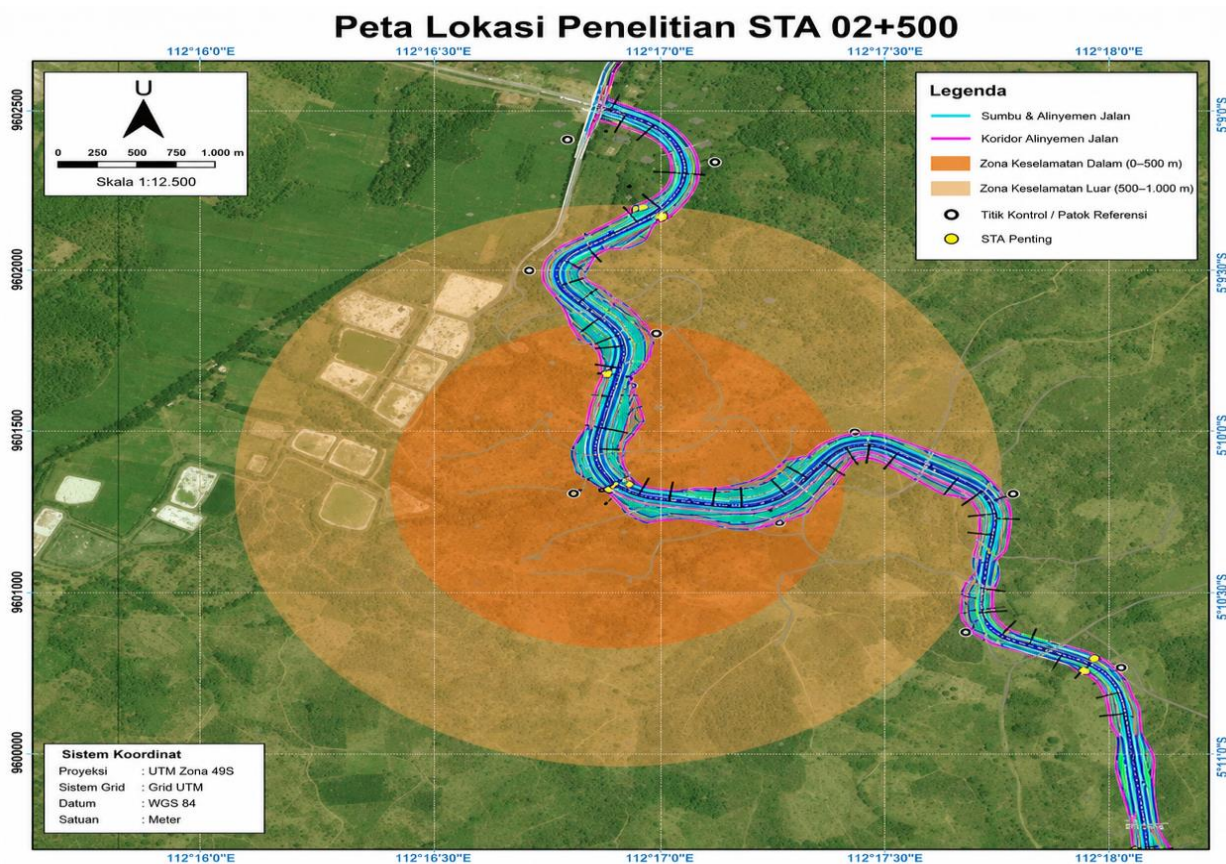 Peta Lokasi Penelitian STA 02+500
112°16'0"E 112°16'3.0"E 112°17'0"E 112°17'30"E 112°18'0"E
U
0 250 500 750 1.000 m
Skala 1:12.500
Legenda
Sumbu & Alinyemen Jalan
Koridor Alinyemen Jalan
Zona Keselamatan Dalam (0–500 m)
Zona Keselamatan Luar (500–1.000 m)
Titik Kontrol / Patok Referensi
STA Penting
9602500
9602000
9601500
9601000
9600000
5°9'0"S
5°9'30"S
5°10'0"S
5°10'30"S
5°11'0"S
Sistem Koordinat
Proyeksi : UTM Zona 49S
Sistem Grid : Grid UTM
Datum : WGS 84
Satuan : Meter
112°16'0"E 112°16'3.0"E 112°17'0"E 112°17'30"E 112°18'0"E